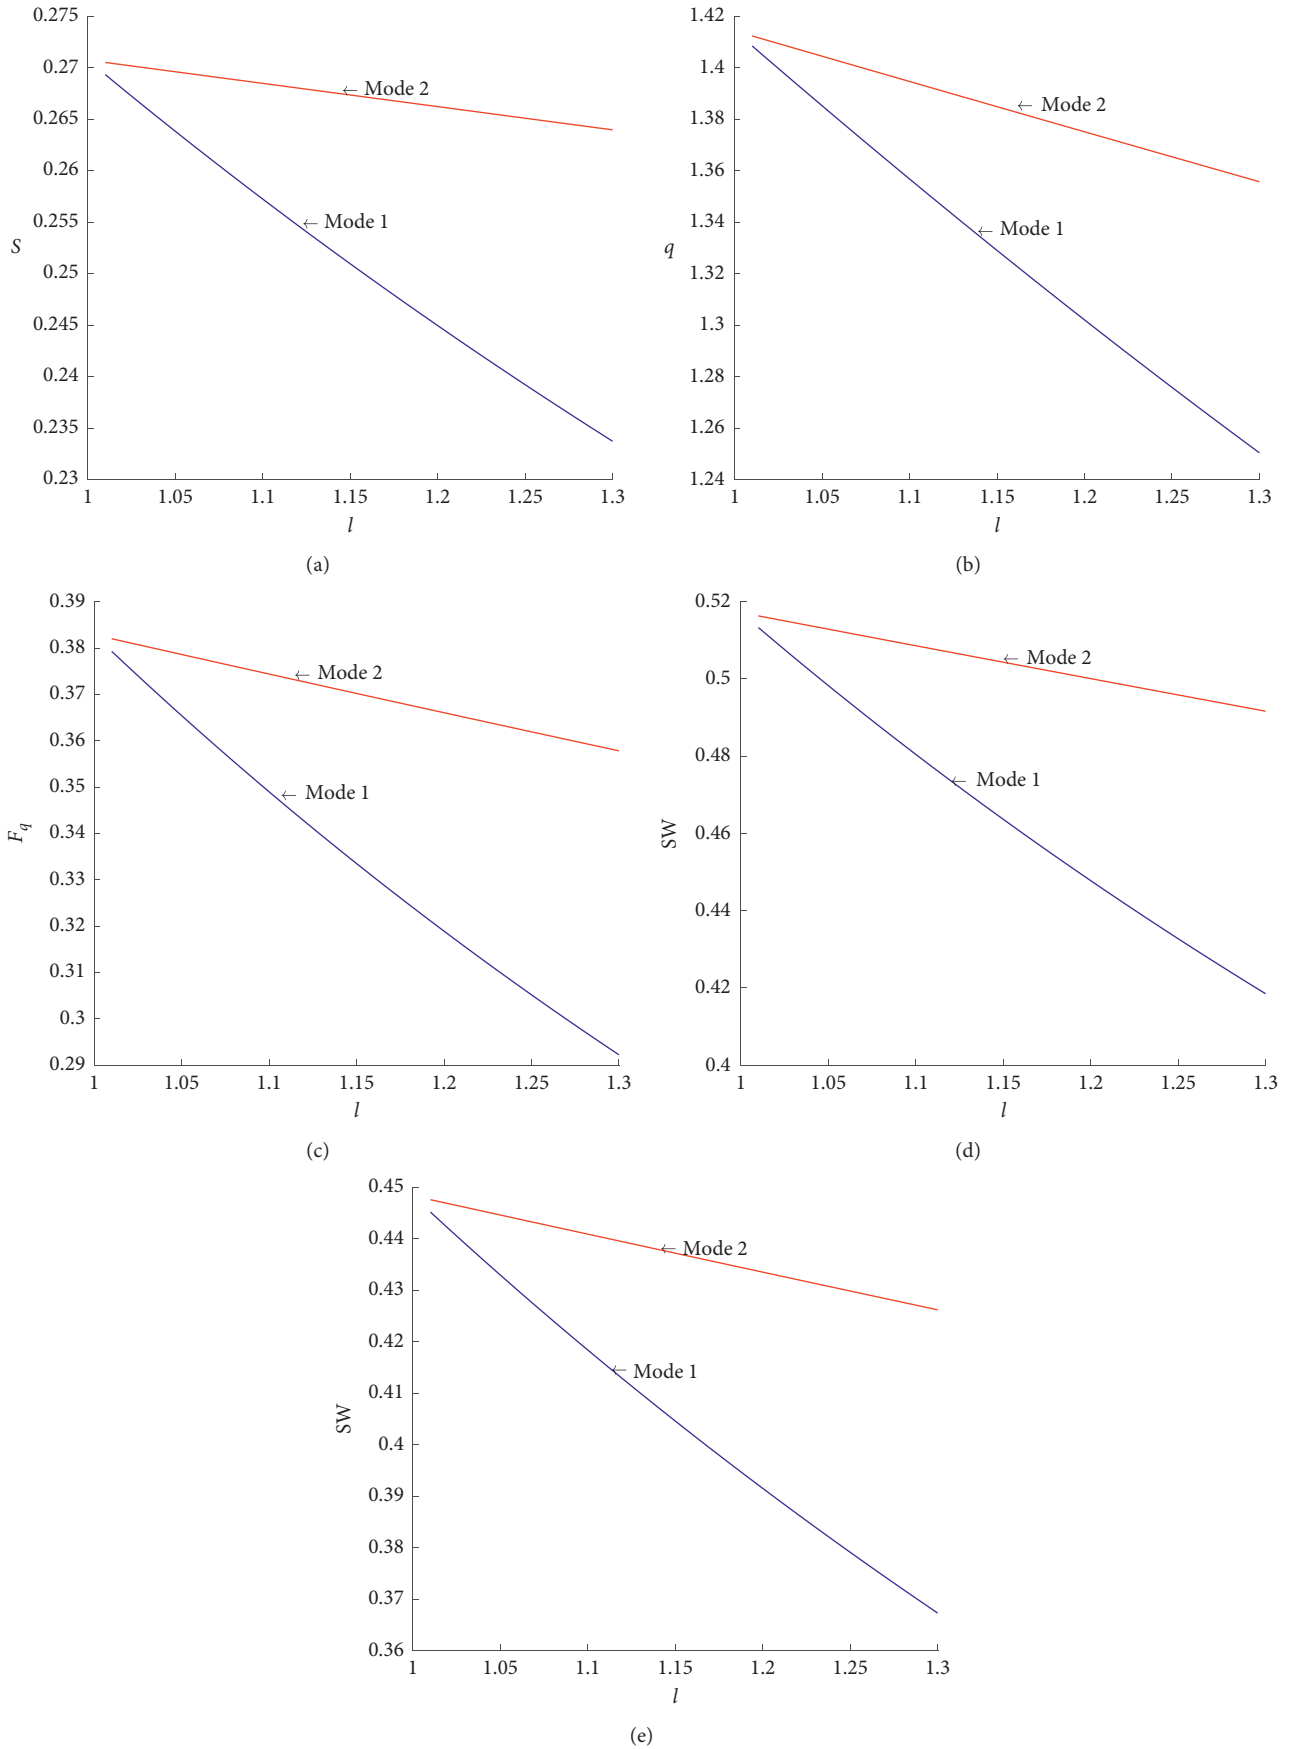 0.275
0.27
0.265
0.26
0.255
0.25
0.245
0.24
0.235
0.23
S
← Mode 2
← Mode 1
1 1.05 1.1 1.15 1.2 1.25 1.3
l
(a)
1.42
1.4
1.38
1.36
1.34
1.32
1.3
1.28
1.26
1.24
q
← Mode 2
← Mode 1
1 1.05 1.1 1.15 1.2 1.25 1.3
l
(b)
0.39
0.38
0.37
0.36
0.35
0.34
0.33
0.32
0.31
0.3
0.29
Fq
← Mode 2
← Mode 1
1 1.05 1.1 1.15 1.2 1.25 1.3
l
(c)
0.52
0.5
0.48
0.46
0.44
0.42
0.4
SW
← Mode 2
← Mode 1
1 1.05 1.1 1.15 1.2 1.25 1.3
l
(d)
0.45
0.44
0.43
0.42
0.41
0.4
0.39
0.38
0.37
0.36
SW
← Mode 2
← Mode 1
1 1.05 1.1 1.15 1.2 1.25 1.3
l
(e)